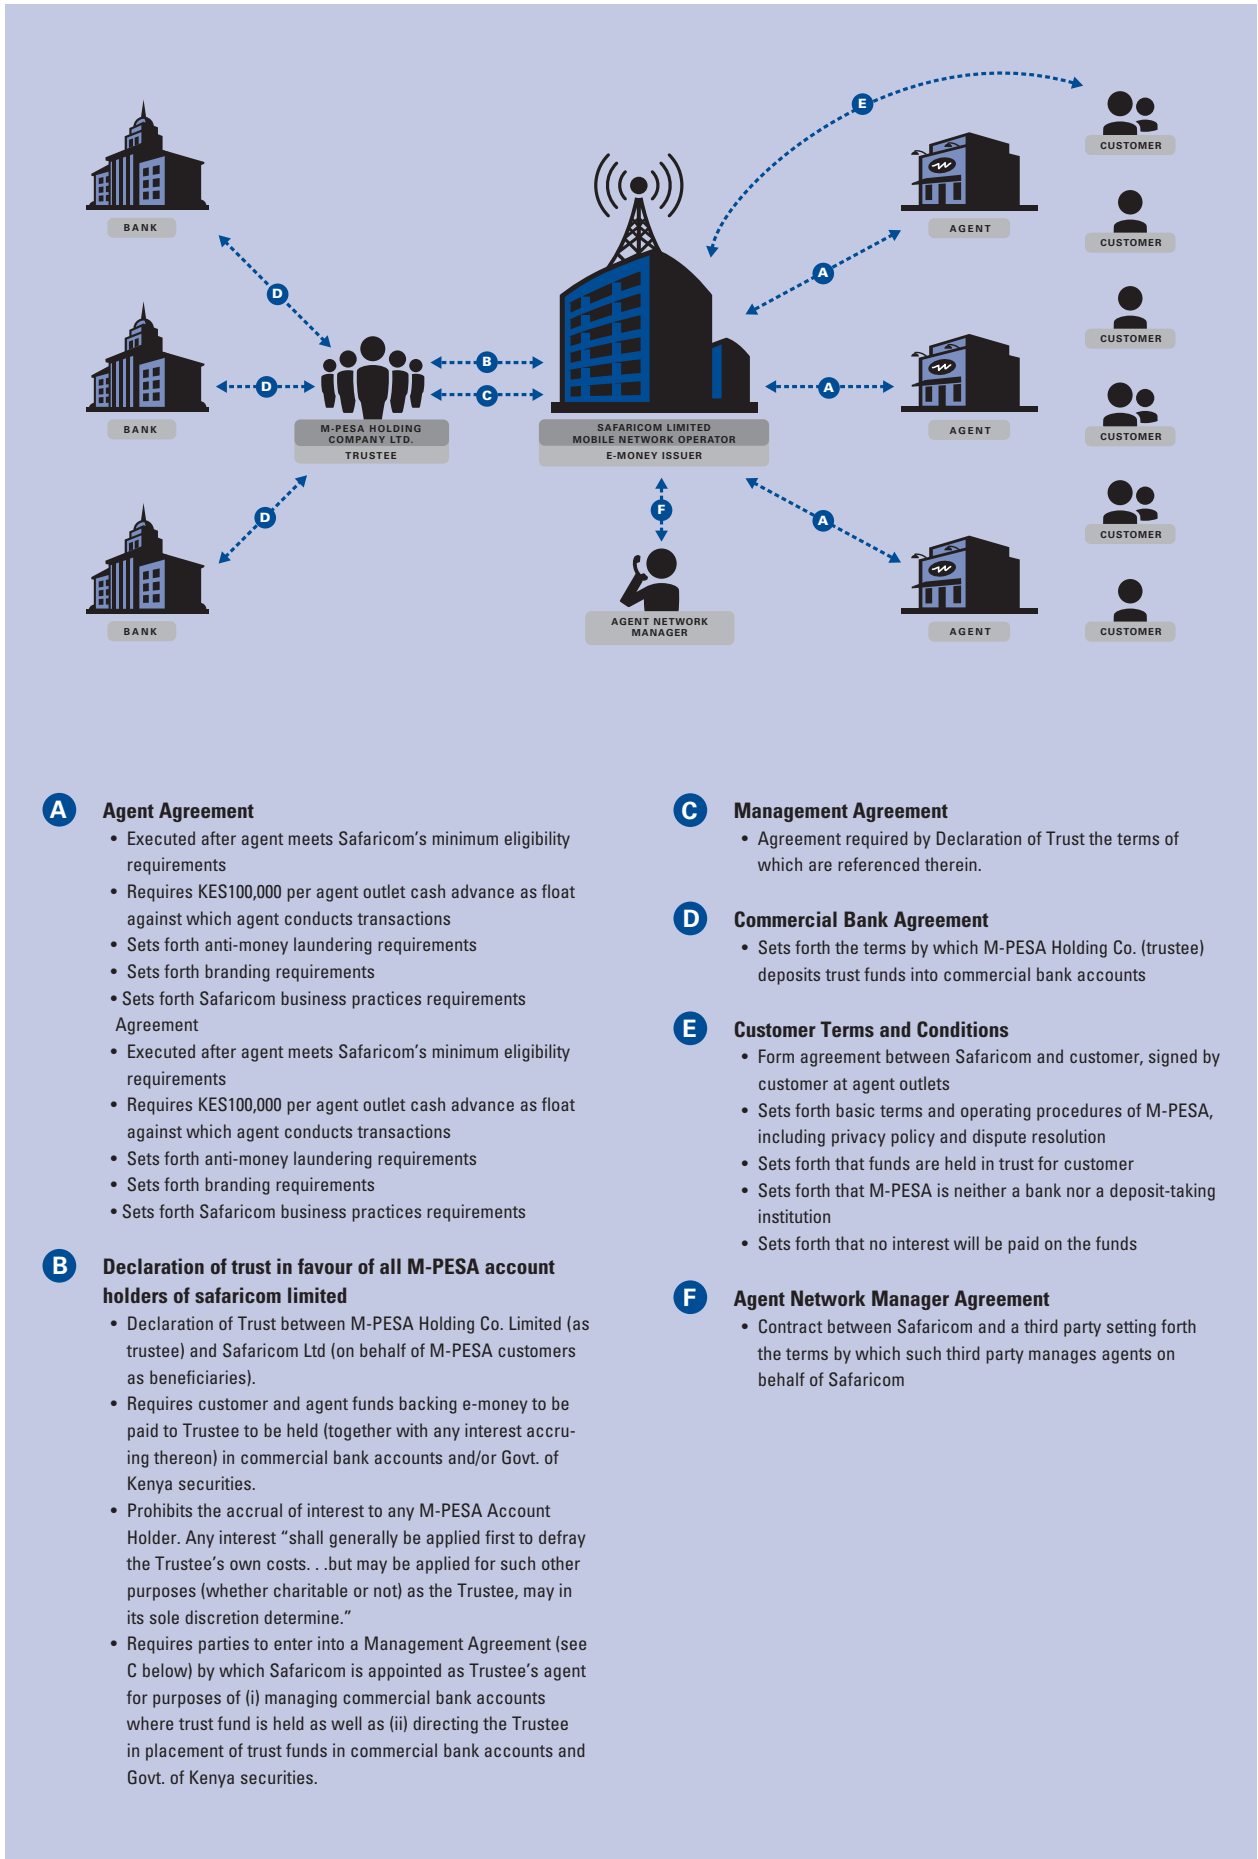 E
CUSTOMER
BANK
AGENT
CUSTOMER
D
A
CUSTOMER
B
D
A
C
BANK
M-PESA HOLDING
COMPANY LTD.
TRUSTEE
SAFARICOM LIMITED
MOBILE NETWORK OPERATOR
E-MONEY ISSUER
AGENT
CUSTOMER
D
F
A
CUSTOMER
BANK
AGENT NETWORK
MANAGER
AGENT
CUSTOMER
A
Agent Agreement
• Executed after agent meets Safaricom's minimum eligibility
requirements
• Requires KES100,000 per agent outlet cash advance as float
against which agent conducts transactions
• Sets forth anti-money laundering requirements
• Sets forth branding requirements
• Sets forth Safaricom business practices requirements
Agreement
• Executed after agent meets Safaricom's minimum eligibility
requirements
• Requires KES100,000 per agent outlet cash advance as float
against which agent conducts transactions
• Sets forth anti-money laundering requirements
• Sets forth branding requirements
• Sets forth Safaricom business practices requirements
B
Declaration of trust in favour of all M-PESA account
holders of safaricom limited
• Declaration of Trust between M-PESA Holding Co. Limited (as
trustee) and Safaricom Ltd (on behalf of M-PESA customers
as beneficiaries).
• Requires customer and agent funds backing e-money to be
paid to Trustee to be held (together with any interest accru-
ing thereon) in commercial bank accounts and/or Govt. of
Kenya securities.
• Prohibits the accrual of interest to any M-PESA Account
Holder. Any interest “shall generally be applied first to defray
the Trustee's own costs. . .but may be applied for such other
purposes (whether charitable or not) as the Trustee, may in
its sole discretion determine.”
• Requires parties to enter into a Management Agreement (see
C below) by which Safaricom is appointed as Trustee's agent
for purposes of (i) managing commercial bank accounts
where trust fund is held as well as (ii) directing the Trustee
in placement of trust funds in commercial bank accounts and
Govt. of Kenya securities.
C
Management Agreement
• Agreement required by Declaration of Trust the terms of
which are referenced therein.
D
Commercial Bank Agreement
• Sets forth the terms by which M-PESA Holding Co. (trustee)
deposits trust funds into commercial bank accounts
E
Customer Terms and Conditions
• Form agreement between Safaricom and customer, signed by
customer at agent outlets
• Sets forth basic terms and operating procedures of M-PESA,
including privacy policy and dispute resolution
• Sets forth that funds are held in trust for customer
• Sets forth that M-PESA is neither a bank nor a deposit-taking
institution
• Sets forth that no interest will be paid on the funds
F
Agent Network Manager Agreement
• Contract between Safaricom and a third party setting forth
the terms by which such third party manages agents on
behalf of Safaricom